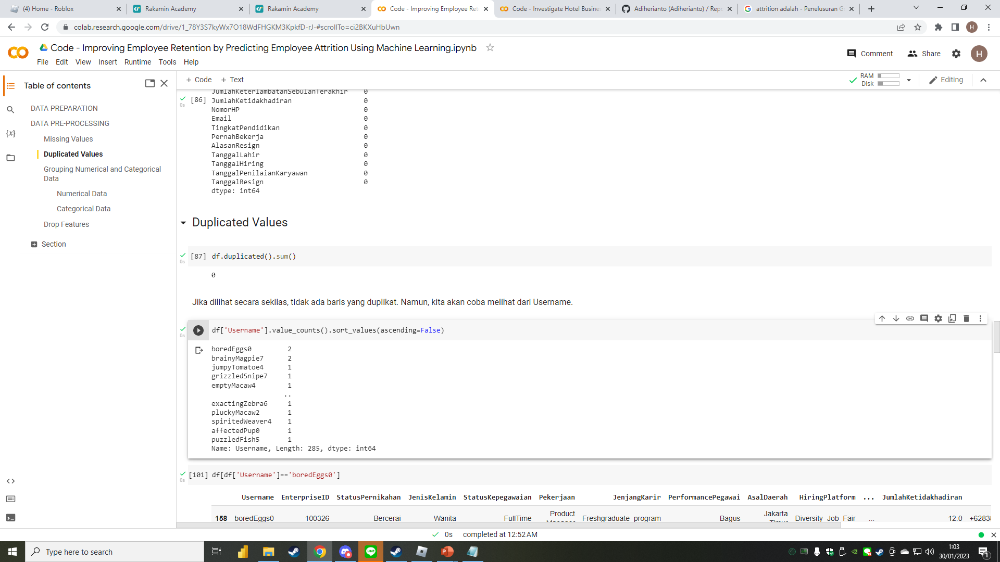 (4) Home - Roblox
Rakamin Academy
Rakamin Academy
Code - Improving Employee Ret
Code - Investigate Hotel Busines
Adiherianto (Adiherianto) / Repo
attrition adalah - Penelusuran G
colab.research.google.com/drive/1_78Y3S7kyWx7O18WdFHGKM3KpkfD-rJ-#scrollTo=ci2BKXuHbUwn
H
Code - Improving Employee Retention by Predicting Employee Attrition Using Machine Learning.ipynb
File Edit View Insert Runtime Tools Help
Comment
Share
H
Table of contents
DATA PREPARATION
DATA PRE-PROCESSING
Missing Values
Duplicated Values
Grouping Numerical and Categorical
Data
Numerical Data
Categorical Data
Drop Features
Section
+ Code + Text
RAM
Disk
Editing
JumlahKeterlambatanSebulanTerakhir 0
[86] JumlahKetidakhadiran 0
0s
NomorHP 0
Email 0
TingkatPendidikan 0
PernahBekerja 0
AlasanResign 0
TanggalLahir 0
TanggalHiring 0
TanggalPenilaianKaryawan 0
TanggalResign 0
dtype: int64
Duplicated Values
[87] df.duplicated().sum()
0s
0
Jika dilihat secara sekilas, tidak ada baris yang duplikat. Namun, kita akan coba melihat dari Username.
df['Username'].value_counts().sort_values(ascending=False)
0s
boredEggs0 2
brainyMagpie7 2
jumpyTomatoe4 1
grizzledSnipe7 1
emptyMacaw4 1
..
exactingZebra6 1
pluckyMacaw2 1
spiritedWeaver4 1
affectedPup0 1
puzzledFish5 1
Name: Username, Length: 285, dtype: int64
[101] df[df['Username']=='boredEggs0']
0s
Username EnterpriseID StatusPernikahan JenisKelamin StatusKepegawaian Pekerjaan JenjangKarir PerformancePegawai AsalDaerah HiringPlatform ... JumlahKetidakhadiran
158 boredEggs0 100326 Bercerai Wanita FullTime Product Manager Freshgraduate_program Bagus Jakarta Timur Diversity_Job_Fair ... 12.0 +6283
0s completed at 12:52 AM
Type here to search
1:03
30/01/2023
1